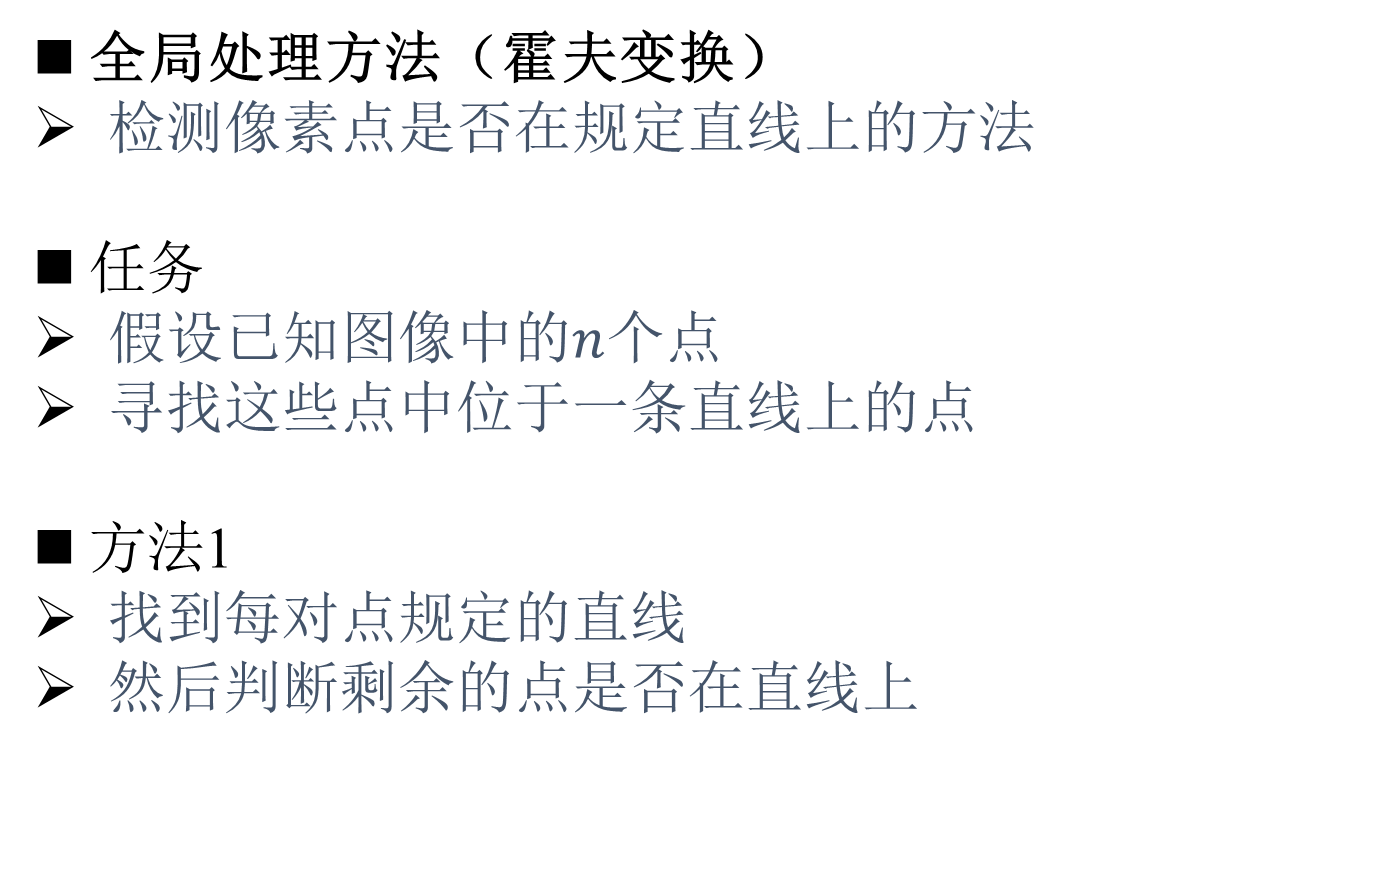 ■ 全局处理方法（霍夫变换）
➢ 检测像素点是否在规定直线上的方法
■ 任务
➢ 假设已知图像中的n个点
➢ 寻找这些点中位于一条直线上的点
■ 方法1
➢ 找到每对点规定的直线
➢ 然后判断剩余的点是否在直线上